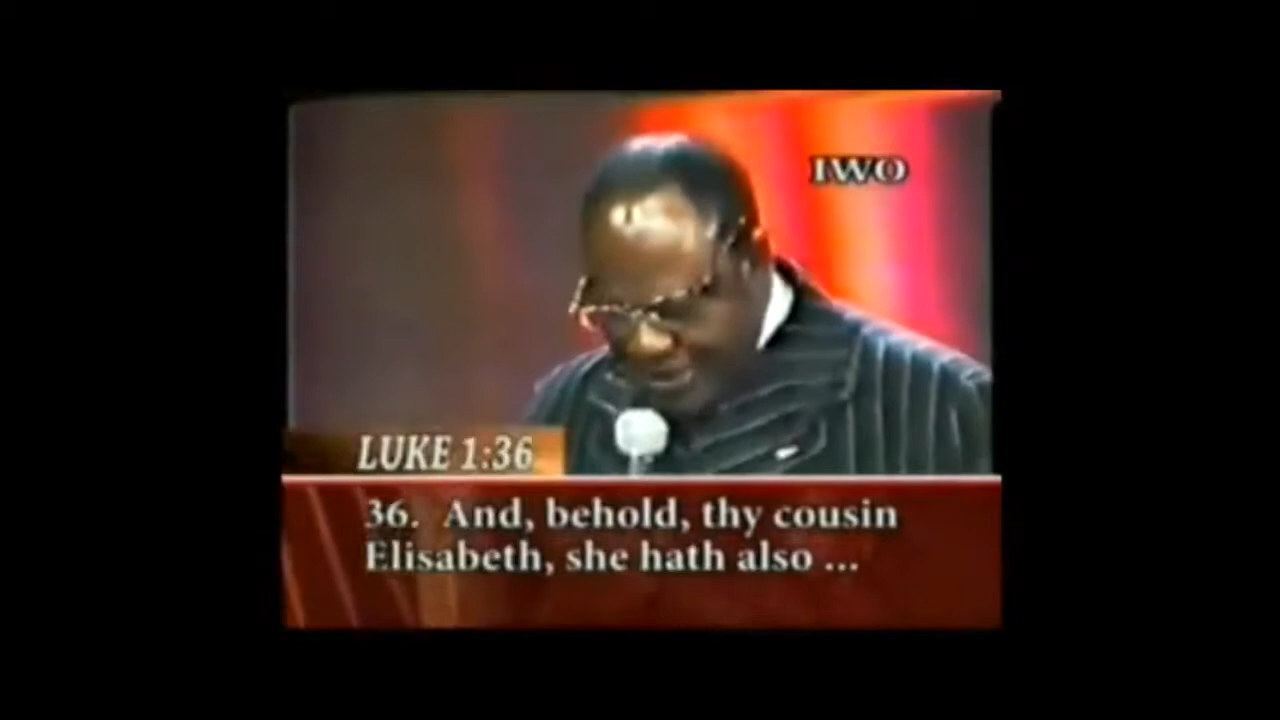 IWO
LUKE 1:36
36. And, behold, thy cousin
Elisabeth, she hath also ...